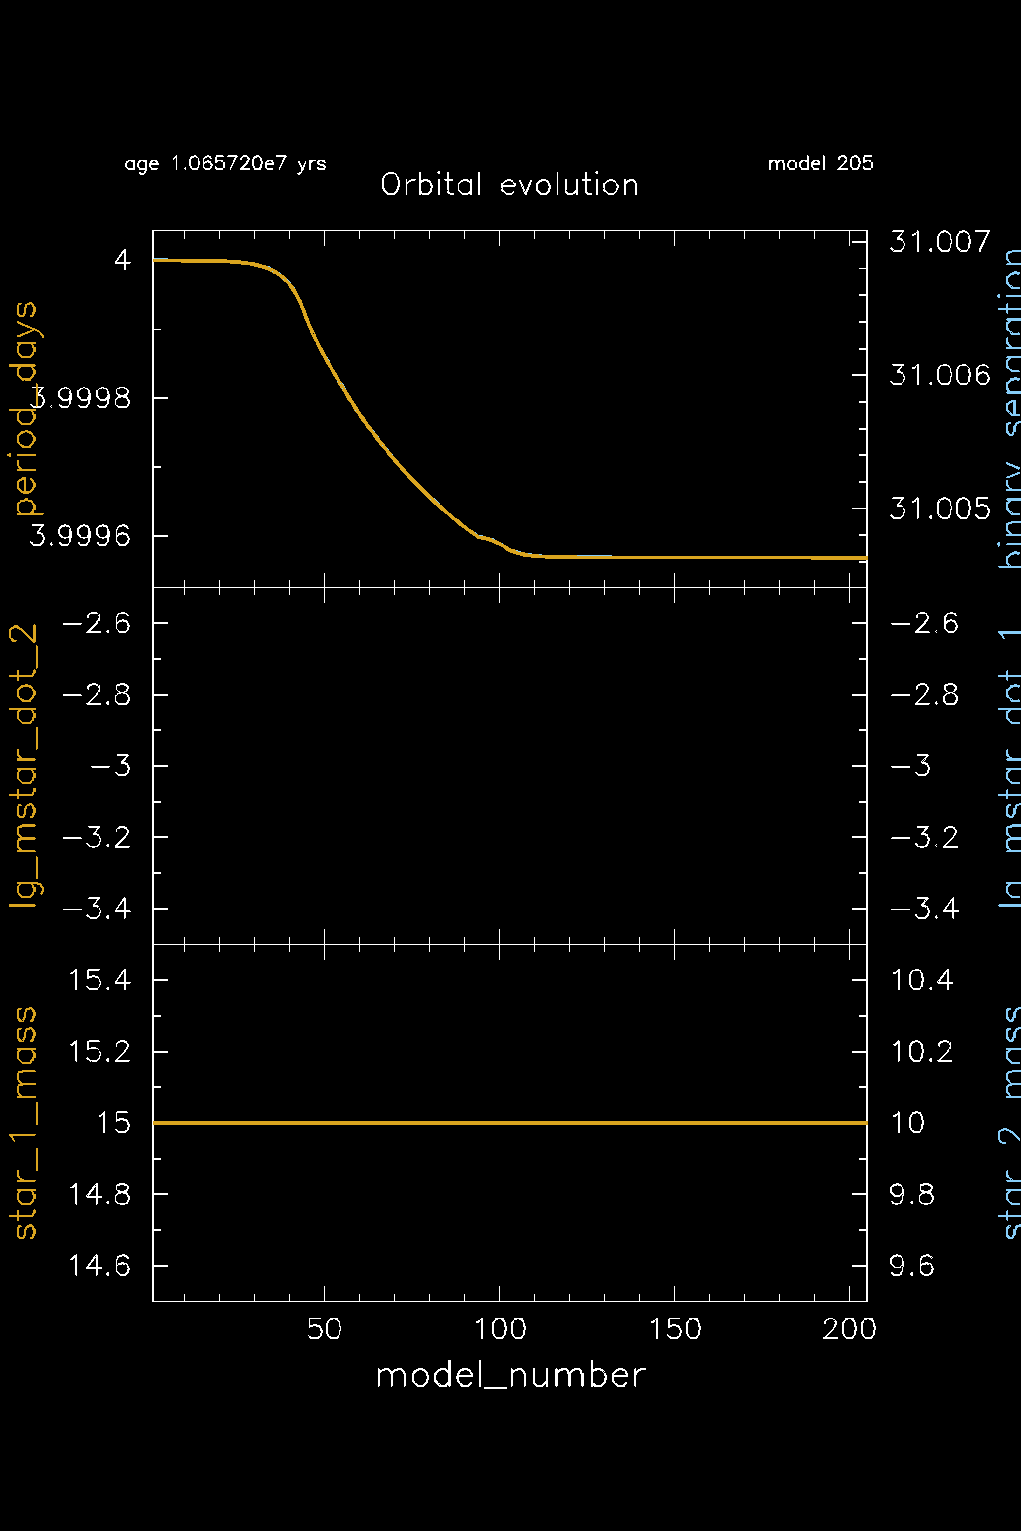 age 1.065720e7 yrs
model 205
Orbital evolution
period_days
4
3.9998
3.9996
31.007
31.006
31.005
binary_separation
lg_mstar_dot_2
−2.6
−2.8
−3
−3.2
−3.4
−2.6
−2.8
−3
−3.2
−3.4
lg_mstar_dot_1
star_1_mass
15.4
15.2
15
14.8
14.6
10.4
10.2
10
9.8
9.6
star_2_mass
50 100 150 200
model_number